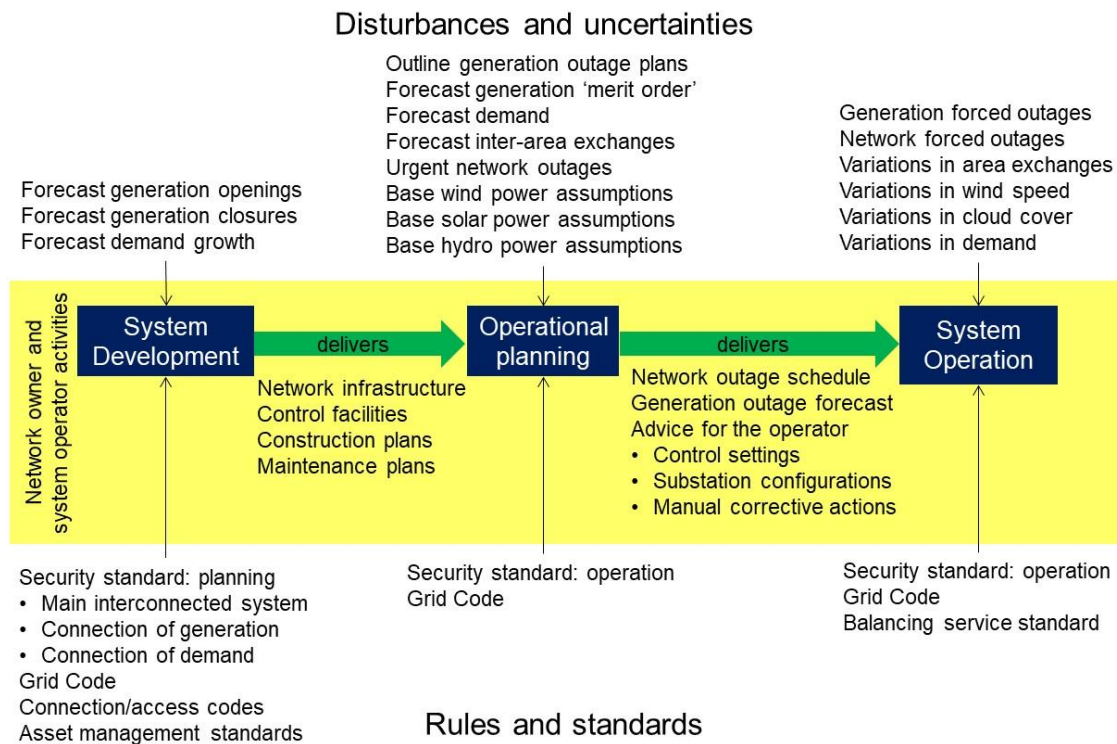 Disturbances and uncertainties
Forecast generation openings
Forecast generation closures
Forecast demand growth
Outline generation outage plans
Forecast generation ‘merit order’
Forecast demand
Forecast inter-area exchanges
Urgent network outages
Base wind power assumptions
Base solar power assumptions
Base hydro power assumptions
Generation forced outages
Network forced outages
Variations in area exchanges
Variations in wind speed
Variations in cloud cover
Variations in demand
Network owner and
system operator activities
System
Development
delivers
Network infrastructure
Control facilities
Construction plans
Maintenance plans
Operational
planning
delivers
Network outage schedule
Generation outage forecast
Advice for the operator
• Control settings
• Substation configurations
• Manual corrective actions
System
Operation
Security standard: planning
• Main interconnected system
• Connection of generation
• Connection of demand
Grid Code
Connection/access codes
Asset management standards
Security standard: operation
Grid Code
Security standard: operation
Grid Code
Balancing service standard
Rules and standards